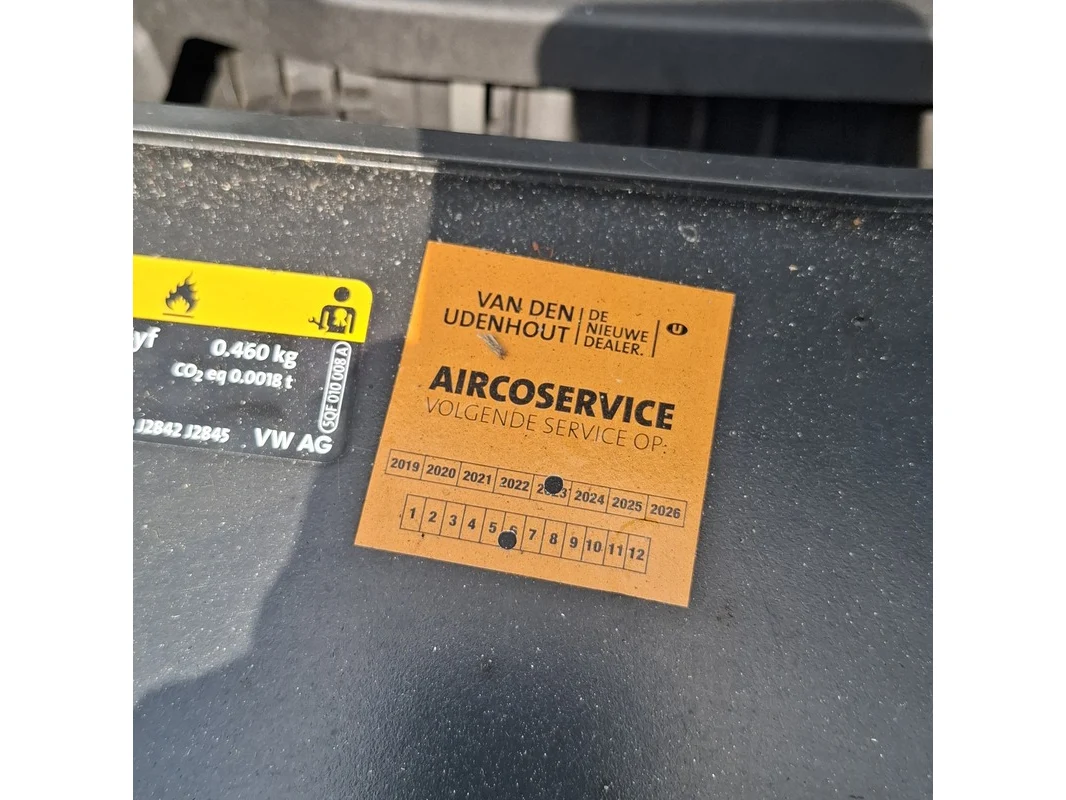 VAN DEN
UDENHOUT
DE
NIEUWE
DEALER.
U
AIRCOSERVICE
VOLGENDE SERVICE OP:
2019 2020 2021 2022 2023 2024 2025 2026
1 2 3 4 5 6 7 8 9 10 11 12
yf 0.460 kg
CO₂ eq 0.0018 t
J2842 J2845 VW AG
5QF 010 008 A